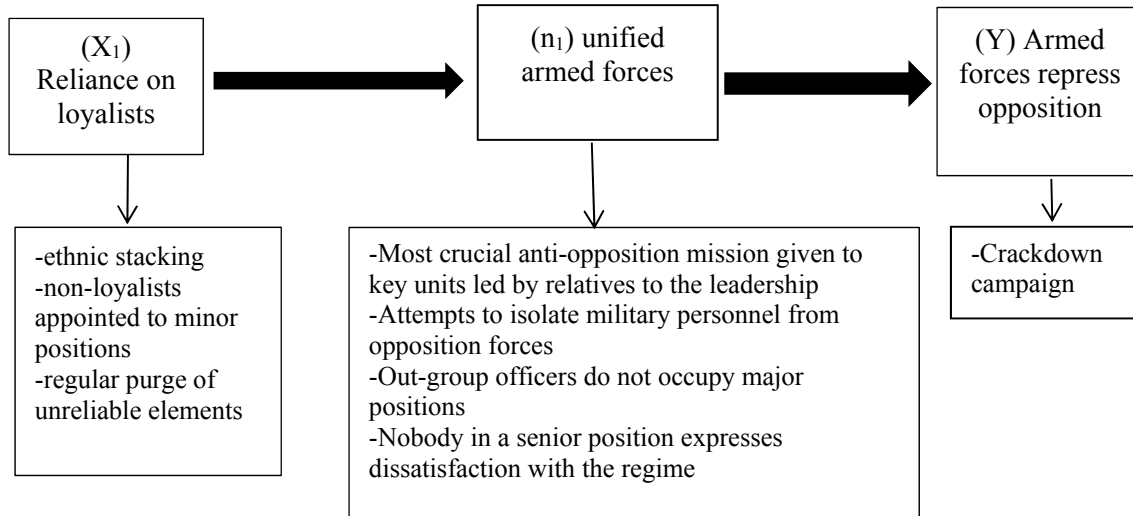 (X₁)
Reliance on
loyalists
(n₁) unified
armed forces
(Y) Armed
forces repress
opposition
-ethnic stacking
-non-loyalists
appointed to minor
positions
-regular purge of
unreliable elements
-Most crucial anti-opposition mission given to
key units led by relatives to the leadership
-Attempts to isolate military personnel from
opposition forces
-Out-group officers do not occupy major
positions
-Nobody in a senior position expresses
dissatisfaction with the regime
-Crackdown
campaign